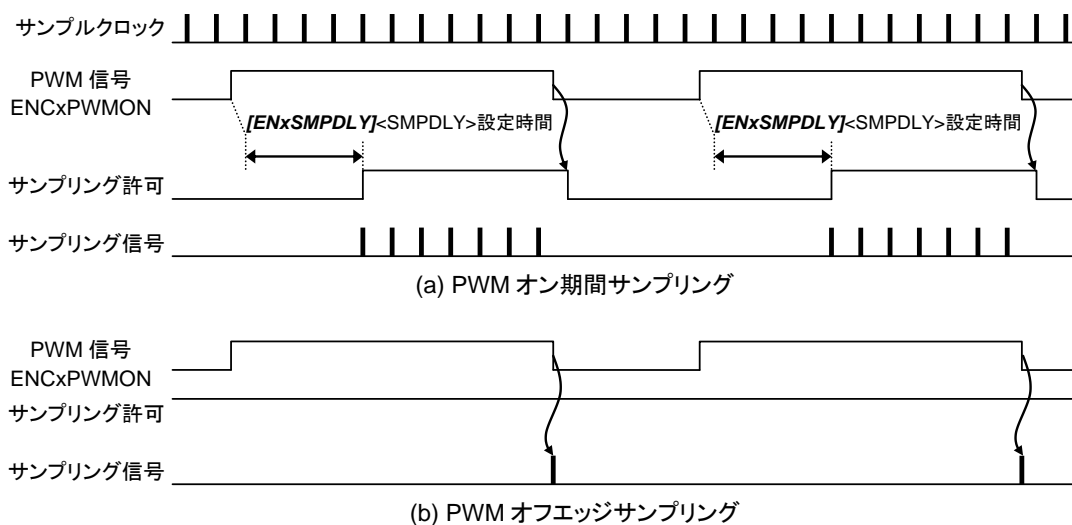 サンプルクロック
PWM 信号
ENCxPWMON
[ENxSMPDLY]<SMPDLY>設定時間 [ENxSMPDLY]<SMPDLY>設定時間
サンプリング許可
サンプリング信号
(a) PWM オン期間サンプリング
PWM 信号
ENCxPWMON
サンプリング許可
サンプリング信号
(b) PWM オフエッジサンプリング